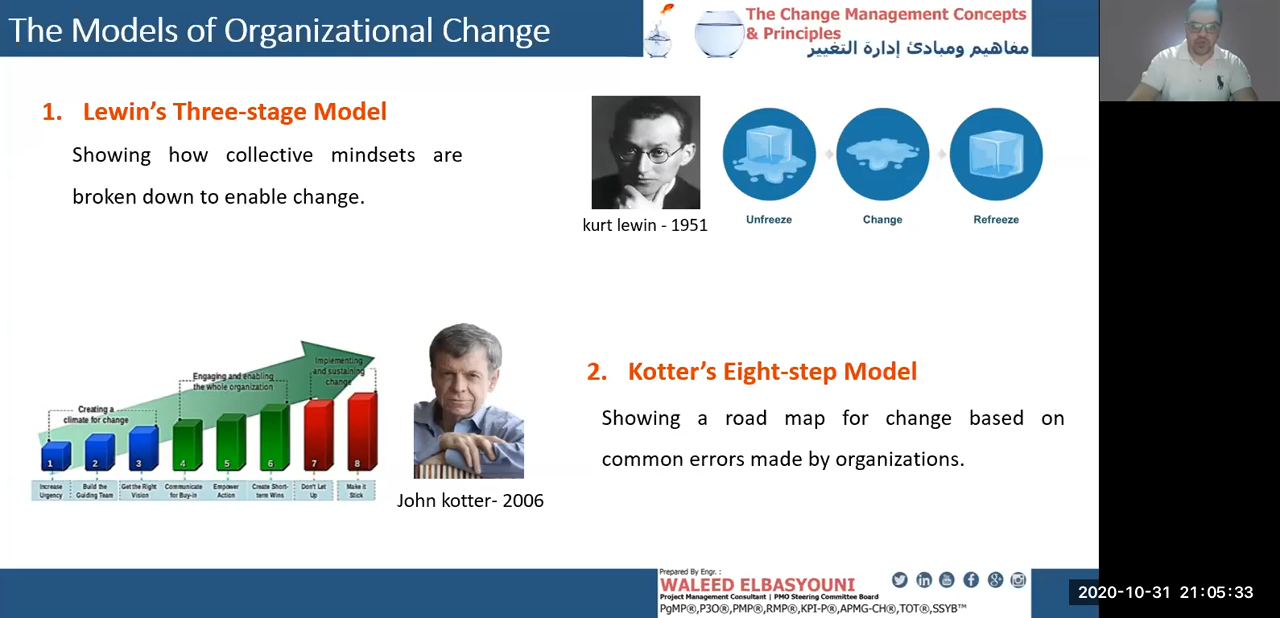 The Models of Organizational Change
The Change Management Concepts
& Principles
مفاهيم ومبادئ إدارة التغيير
1. Lewin's Three-stage Model
Showing how collective mindsets are
broken down to enable change.
kurt lewin - 1951
Unfreeze
Change
Refreeze
Implementing
and sustaining
change
Engaging and enabling
the whole organization
Creating a
climate for change
1
2
3
4
5
6
7
8
Increase
Urgency
Build the
Guiding Team
Get the Right
Vision
Communicate
for Buy-in
Empower
Action
Create Short-
term Wins
Don't Let
Up
Make it
Stick
John kotter- 2006
2. Kotter's Eight-step Model
Showing a road map for change based on
common errors made by organizations.
Prepared By Engr. :
WALEED ELBASYOUNI
Project Management Consultant | PMO Steering Committee Board
PgMP®,P3O®,PMP®,RMP®,KPI-P®,APMG-CH®,TOT®,SSYB™
2020-10-31 21:05:33